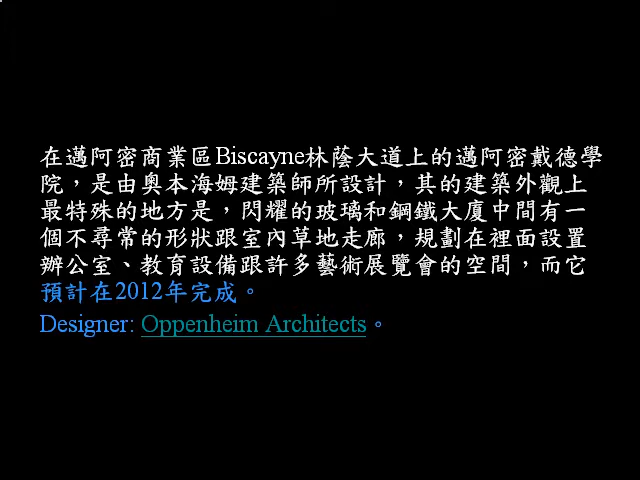 在邁阿密商業區Biscayne林蔭大道上的邁阿密戴德學
院，是由奧本海姆建築師所設計，其的建築外觀上
最特殊的地方是，閃耀的玻璃和鋼鐵大廈中間有一
個不尋常的形狀跟室內草地走廊，規劃在裡面設置
辦公室、教育設備跟許多藝術展覽會的空間，而它
預計在2012年完成。
Designer: Oppenheim Architects。